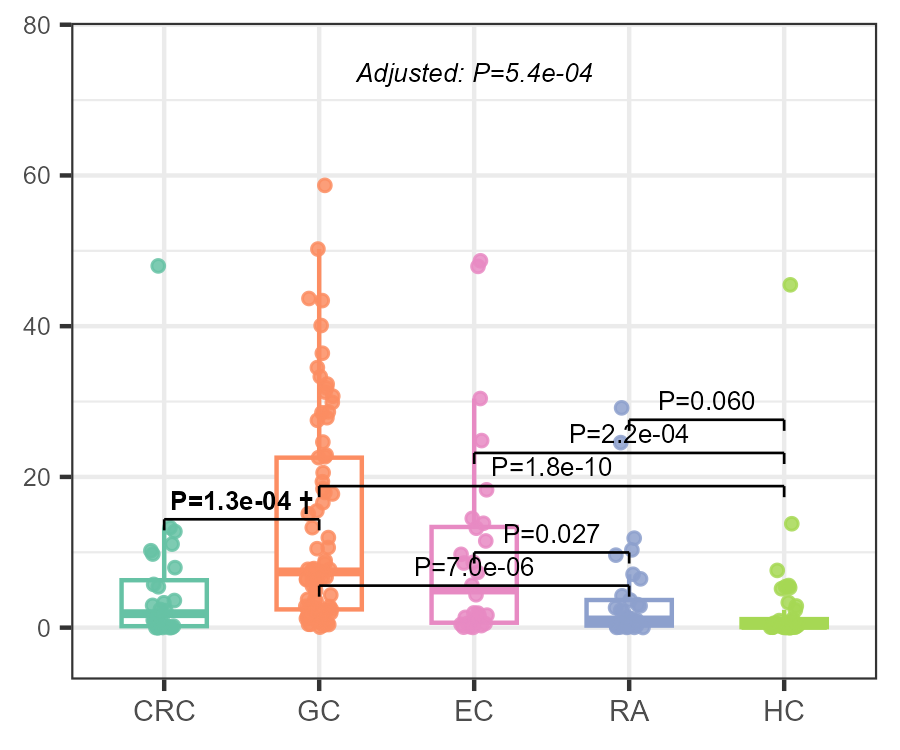 80
Adjusted: P=5.4e-04
60
40
P=0.060
P=2.2e-04
P=1.8e-10
20
P=1.3e-04 †
P=0.027
P=7.0e-06
0
CRC GC EC RA HC